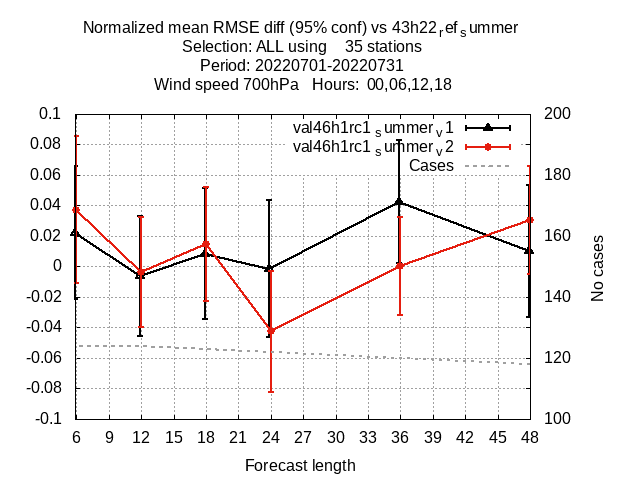 Normalized mean RMSE diff (95% conf) vs 43h22ᵣefₛummer
Selection: ALL using 35 stations
Period: 20220701-20220731
Wind speed 700hPa Hours: 00,06,12,18
val46h1rc1ₛummerᵥ1
val46h1rc1ₛummerᵥ2
Cases
0.1
0.08
0.06
0.04
0.02
0
-0.02
-0.04
-0.06
-0.08
-0.1
200
180
160
140
120
100
No cases
6 9 12 15 18 21 24 27 30 33 36 39 42 45 48
Forecast length